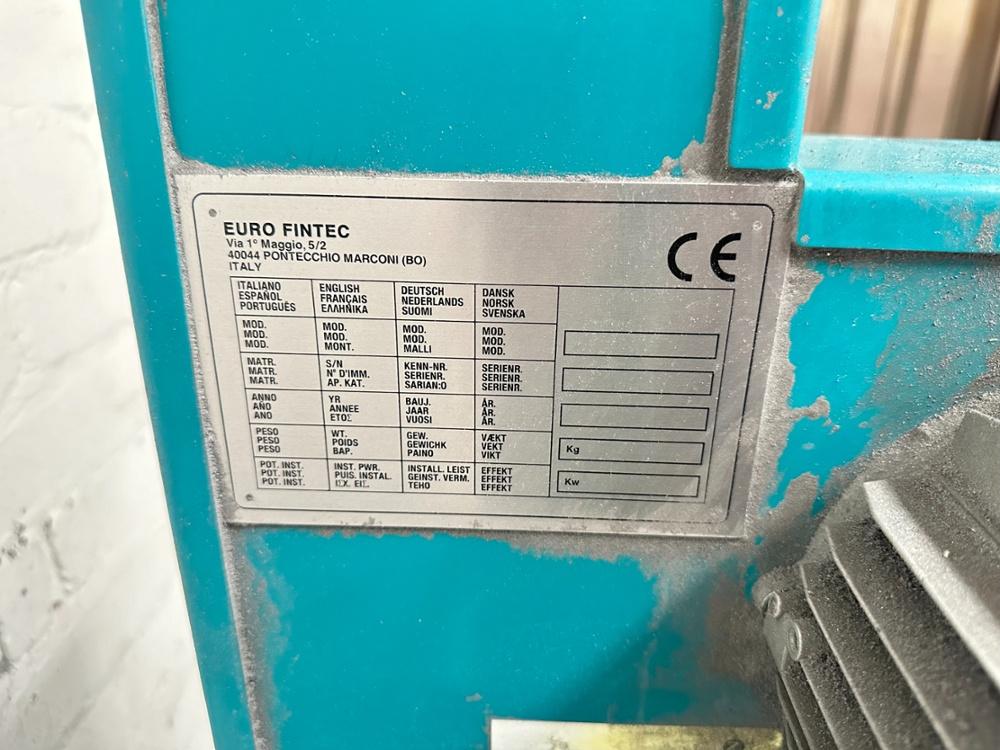 EURO FINTEC
Via 1º Maggio, 5/2
40044 PONTECCHIO MARCONI (BO)
ITALY
CE
ITALIANO ENGLISH DEUTSCH DANSK
ESPAÑOL FRANÇAIS NEDERLANDS NORSK
PORTUGUÊS ΕΛΛΗΝΙΚΑ SUOMI SVENSKA
MOD. MOD. MOD. MOD.
MOD. MOD. MOD. MOD.
MOD. MONT. MALLI MOD.
MATR. S/N KENN-NR. SERIENR.
MATR. N° D'IMM. SERIENR. SERIENR.
MATR. AP. KAT. SARIAN:O SERIENR.
ANNO YR BAUJ. ÅR.
AÑO ANNEE JAAR ÅR.
ANO ΕΤΟΣ VUOSI ÅR.
PESO WT. GEW. VÆKT
PESO POIDS GEWICHK VEKT Kg
PESO BAP. PAINO VIKT
POT. INST. INST. PWR. INSTALL. LEIST EFFEKT
POT. INST. PUIS. INSTAL. GEINST. VERM. EFFEKT Kw
POT. INST. TEHO EFFEKT